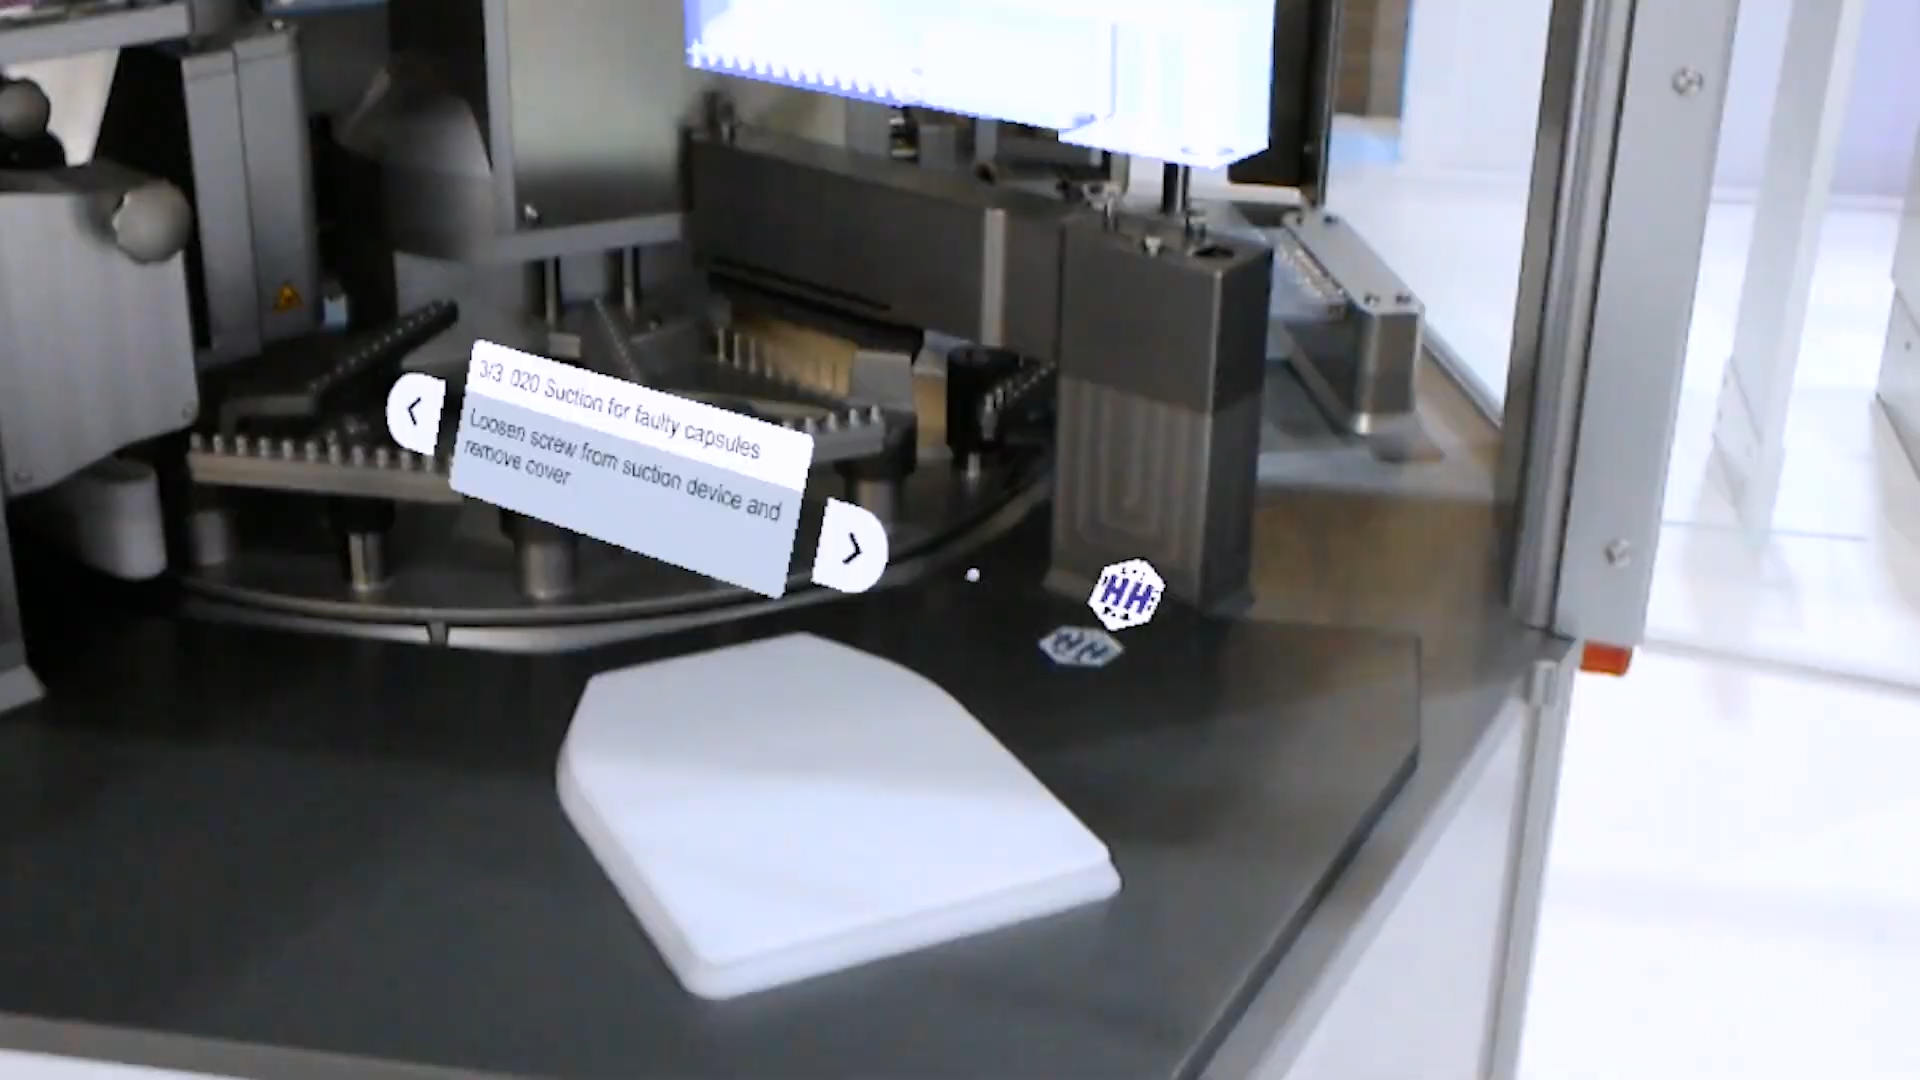 3/3 020 Suction for faulty capsules
Loosen screw from suction device and
remove cover
HH
HH